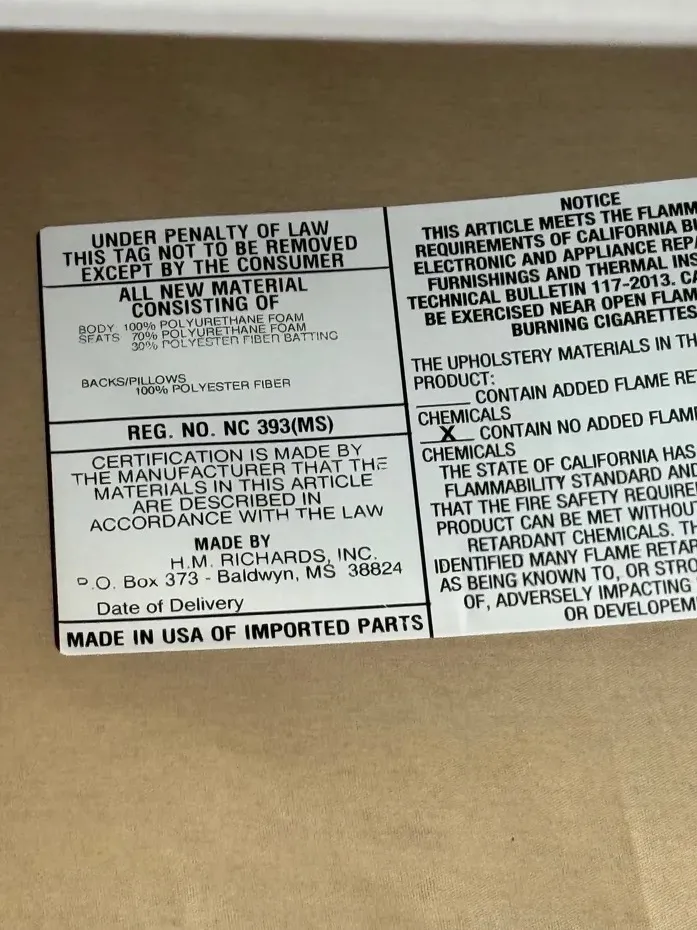 UNDER PENALTY OF LAW
THIS TAG NOT TO BE REMOVED
EXCEPT BY THE CONSUMER
ALL NEW MATERIAL
CONSISTING OF
BODY 100% POLYURETHANE FOAM
SEATS 70% POLYURETHANE FOAM
30% POLYESTER FIBER BATTING
BACKS/PILLOWS
100% POLYESTER FIBER
REG. NO. NC 393(MS)
CERTIFICATION IS MADE BY
THE MANUFACTURER THAT THE
MATERIALS IN THIS ARTICLE
ARE DESCRIBED IN
ACCORDANCE WITH THE LAW
MADE BY
H.M. RICHARDS, INC.
P.O. Box 373 - Baldwyn, MS 38824
Date of Delivery
MADE IN USA OF IMPORTED PARTS
NOTICE
THIS ARTICLE MEETS THE FLAMM
REQUIREMENTS OF CALIFORNIA B
ELECTRONIC AND APPLIANCE REPA
FURNISHINGS AND THERMAL INS
TECHNICAL BULLETIN 117-2013. CA
BE EXERCISED NEAR OPEN FLAM
BURNING CIGARETTES
THE UPHOLSTERY MATERIALS IN TH
PRODUCT:
CONTAIN ADDED FLAME RE
CHEMICALS
X CONTAIN NO ADDED FLAM
CHEMICALS
THE STATE OF CALIFORNIA HAS
FLAMMABILITY STANDARD AND
THAT THE FIRE SAFETY REQUIRE
PRODUCT CAN BE MET WITHOU
RETARDANT CHEMICALS. TH
IDENTIFIED MANY FLAME RETAR
AS BEING KNOWN TO, OR STRO
OF, ADVERSELY IMPACTING
OR DEVELOPEM